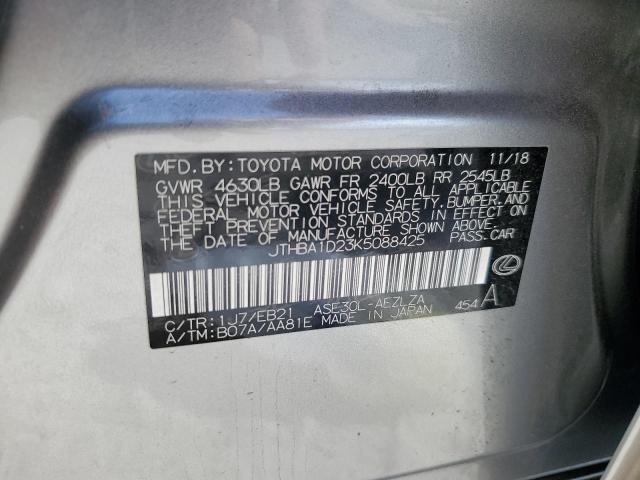 MFD.BY:TOYOTA MOTOR CORPORATION 11/18
GVWR 4630LB GAWR FR 2400LB RR 2545LB
THIS VEHICLE CONFORMS TO ALL APPLICABLE
FEDERAL MOTOR VEHICLE SAFETY,BUMPER,AND
THEFT PREVENTION STANDARDS IN EFFECT ON
THE DATE OF MANUFACTURE SHOWN ABOVE.
JTHBA1D23K5088425 PASS.CAR
C/TR:1J7/EB21 ASE30L-AEZLZA
A/TM:B07A/AA81E MADE IN JAPAN 454 A